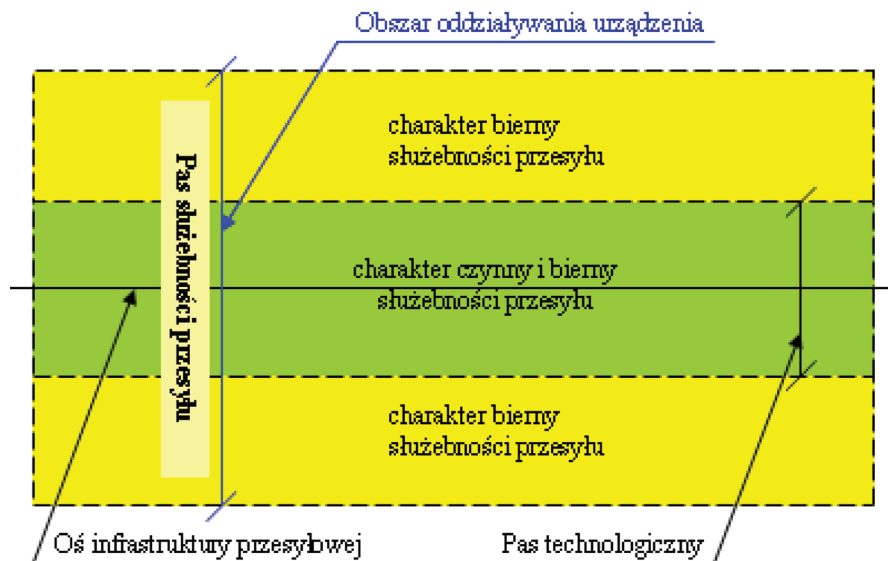 Obszar oddziaływania urządzenia
charakter bierny
służebności przesyłu
Pas służebności przesyłu
charakter czynny i bierny
służebności przesyłu
charakter bierny
służebności przesyłu
Oś infrastruktury przesyłowej
Pas technologiczny